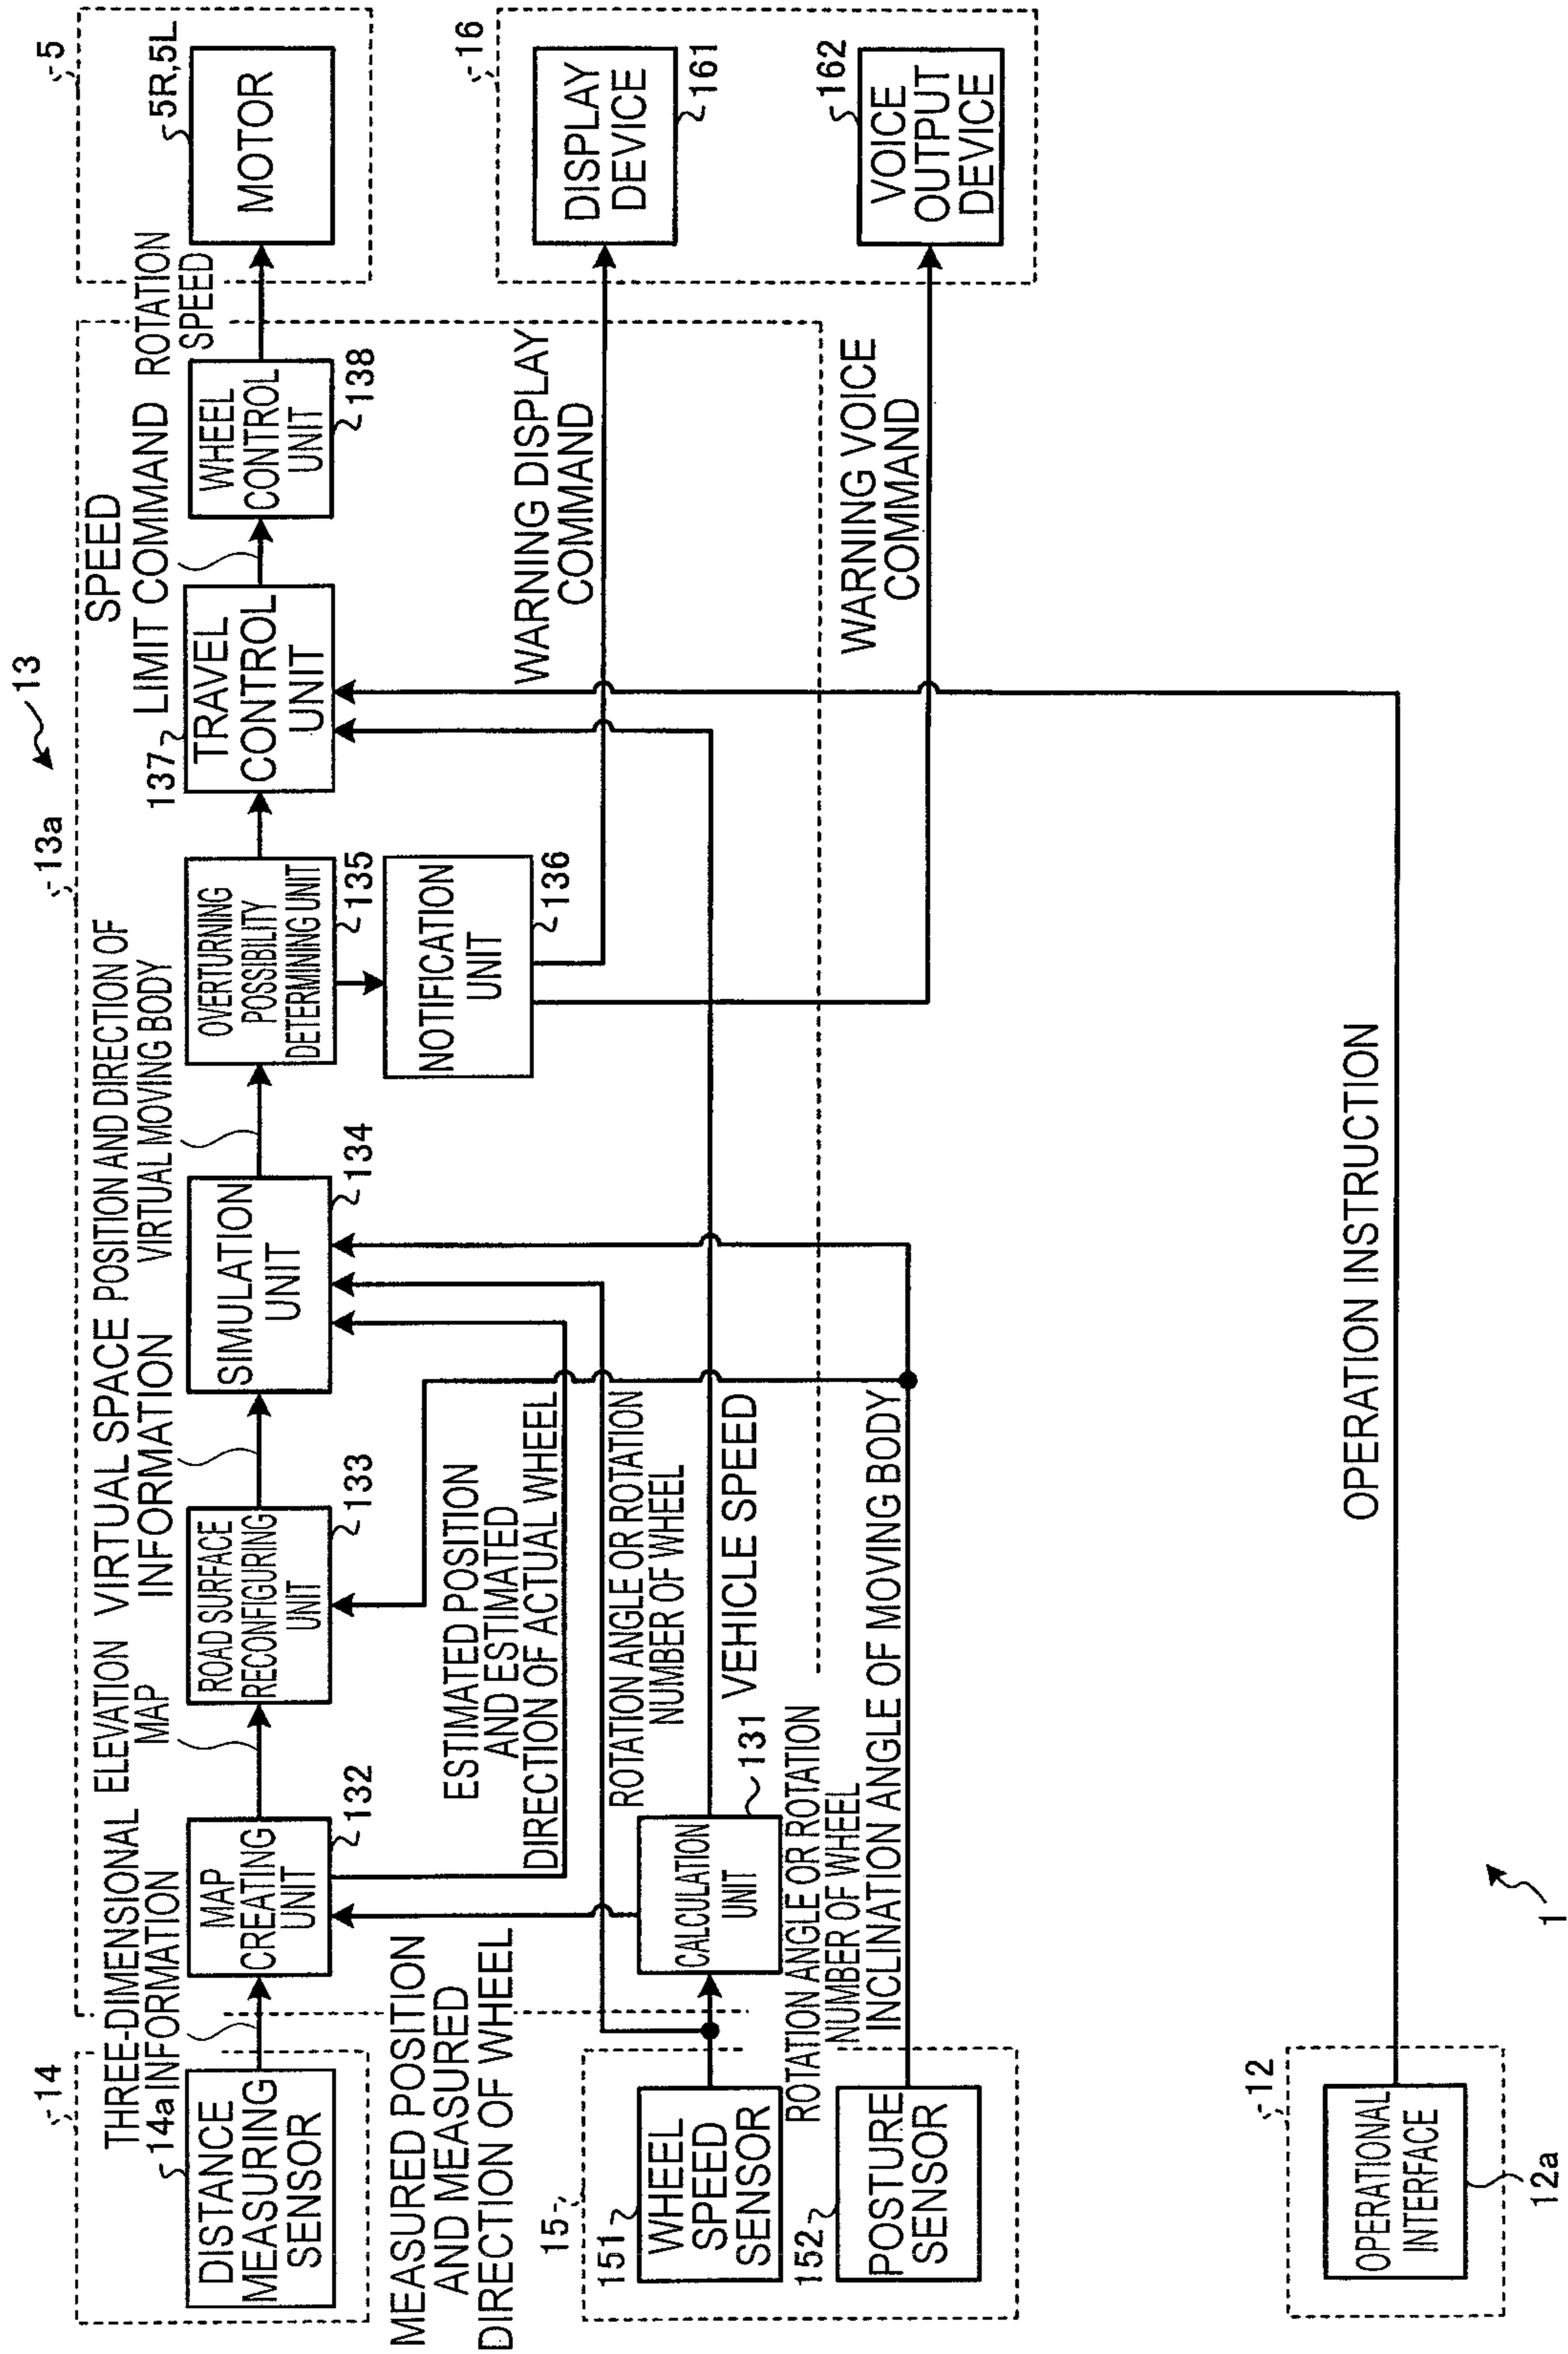 13
13a
14
THREE-DIMENSIONAL
INFORMATION
14a
DISTANCE
MEASURING
SENSOR
MAP
CREATING
UNIT
132
ELEVATION
MAP
ROAD SURFACE
RECONFIGURING
UNIT
133
VIRTUAL SPACE
INFORMATION
SIMULATION
UNIT
134
POSITION AND DIRECTION OF
VIRTUAL MOVING BODY
OVERTURNING
POSSIBILITY
DETERMINING UNIT
135
NOTIFICATION
UNIT
136
137
TRAVEL
CONTROL
UNIT
SPEED
LIMIT COMMAND
WHEEL
CONTROL
UNIT
138
ROTATION
SPEED
5
5R,5L
MOTOR
16
DISPLAY
DEVICE
161
162
VOICE
OUTPUT
DEVICE
WARNING DISPLAY
COMMAND
WARNING VOICE
COMMAND
MEASURED POSITION
AND MEASURED
DIRECTION OF WHEEL
ESTIMATED POSITION
AND ESTIMATED
DIRECTION OF ACTUAL WHEEL
ROTATION ANGLE OR ROTATION
NUMBER OF WHEEL
VEHICLE SPEED
15
151
WHEEL
SPEED
SENSOR
CALCULATION
UNIT
131
ROTATION ANGLE OR ROTATION
NUMBER OF WHEEL
152
POSTURE
SENSOR
INCLINATION ANGLE OF MOVING BODY
12
OPERATIONAL
INTERFACE
12a
OPERATION INSTRUCTION
1